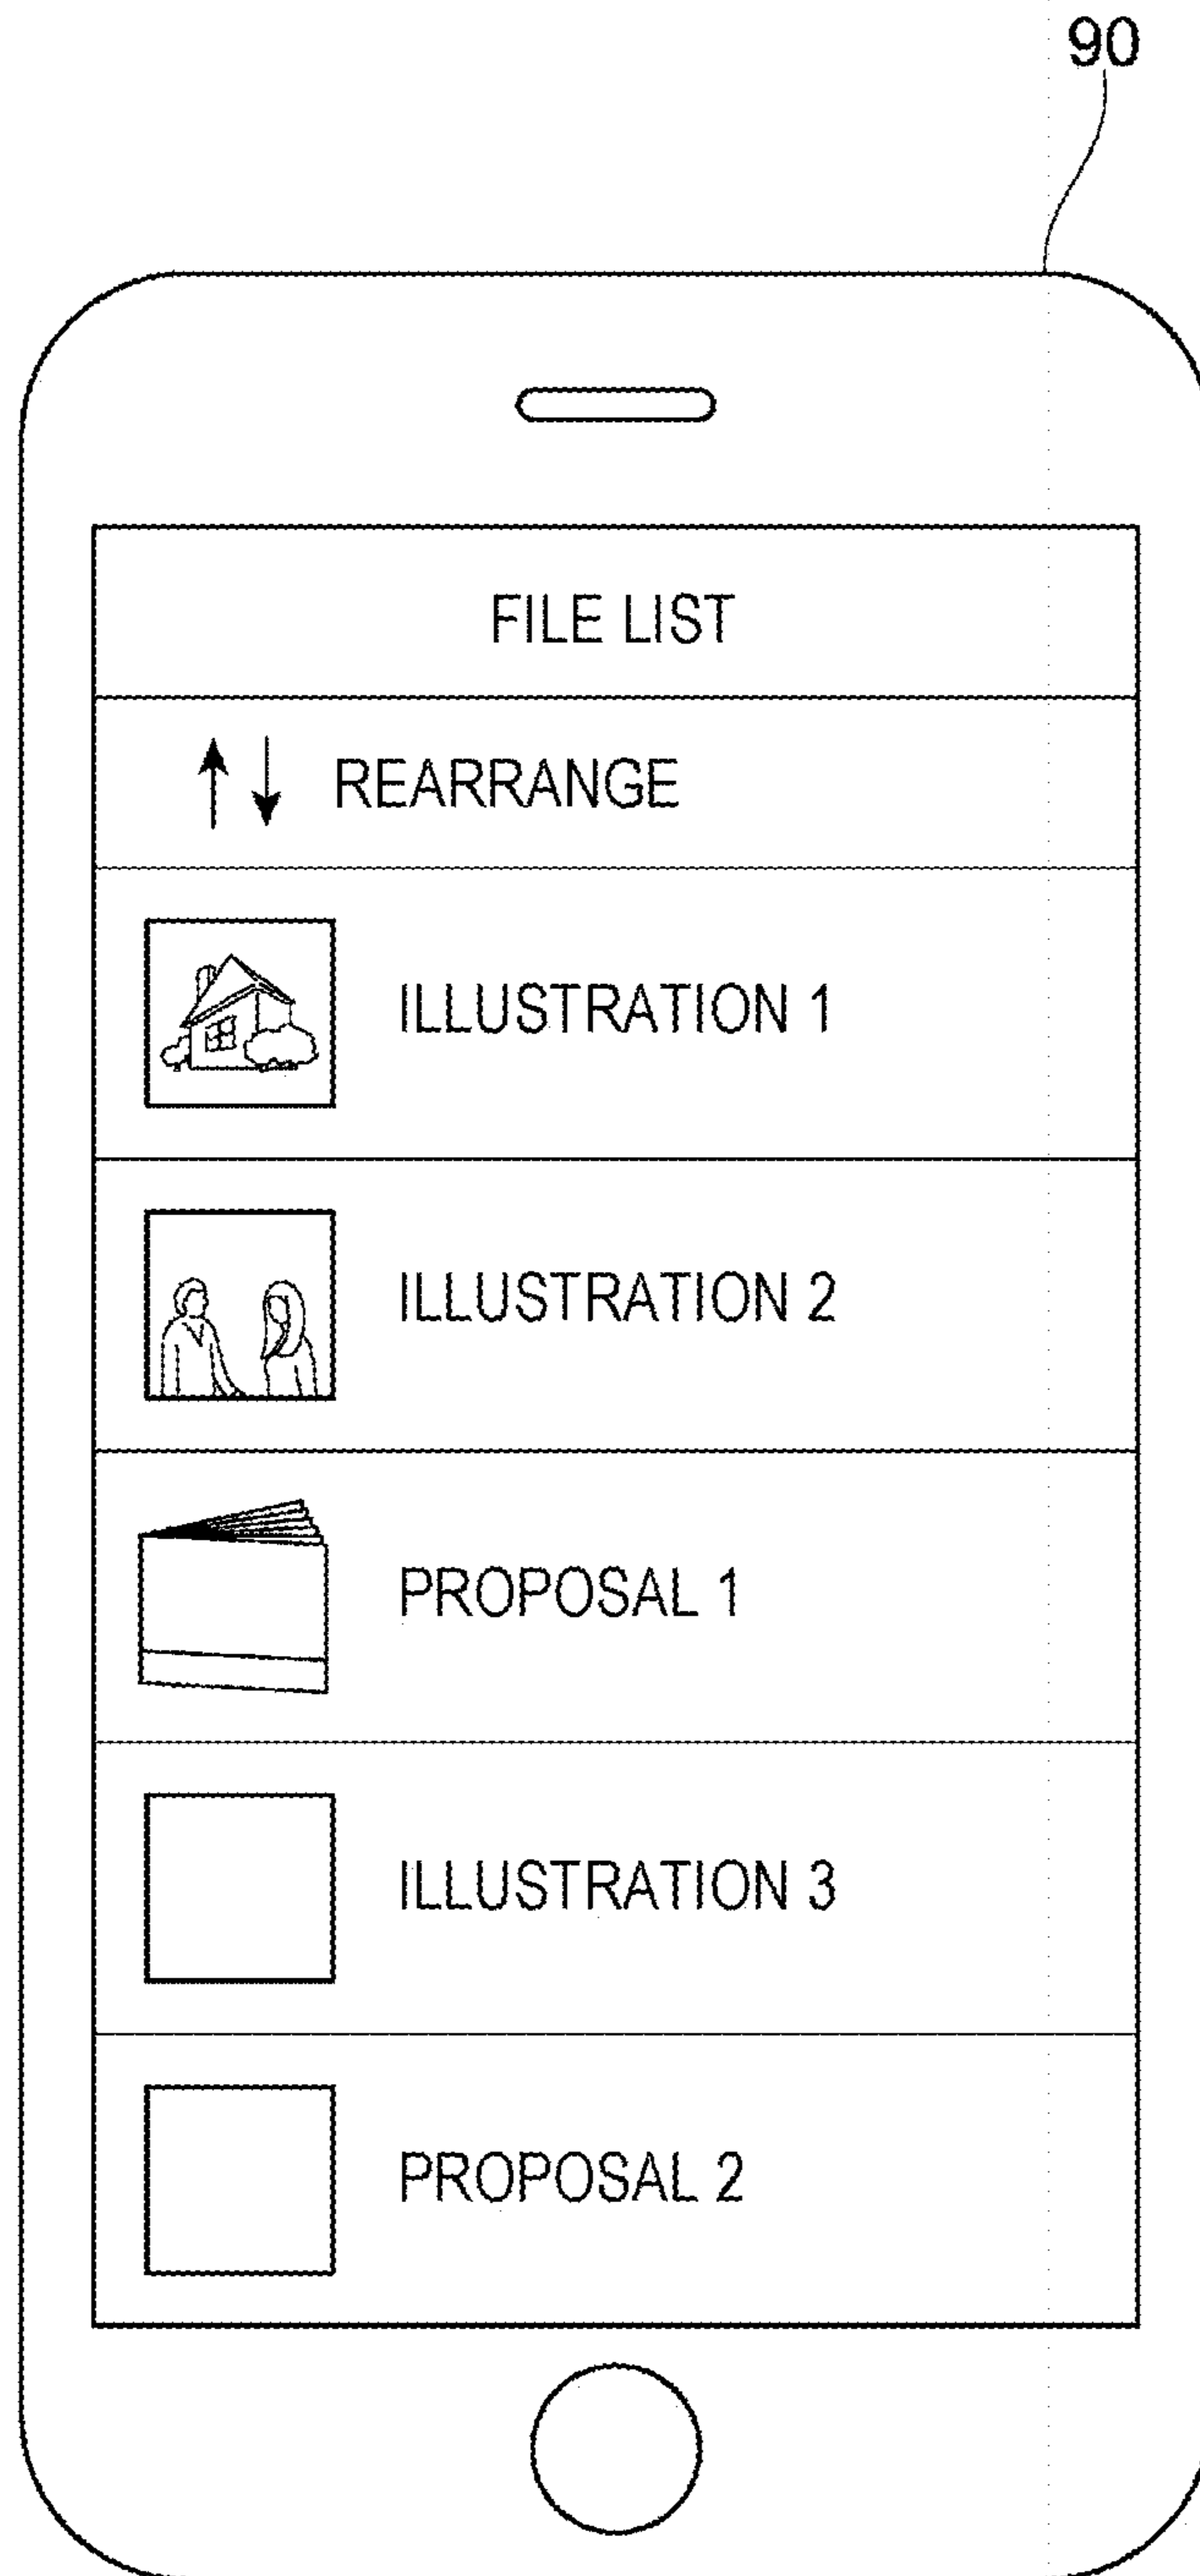 90
FILE LIST
REARRANGE
ILLUSTRATION 1
ILLUSTRATION 2
PROPOSAL 1
ILLUSTRATION 3
PROPOSAL 2